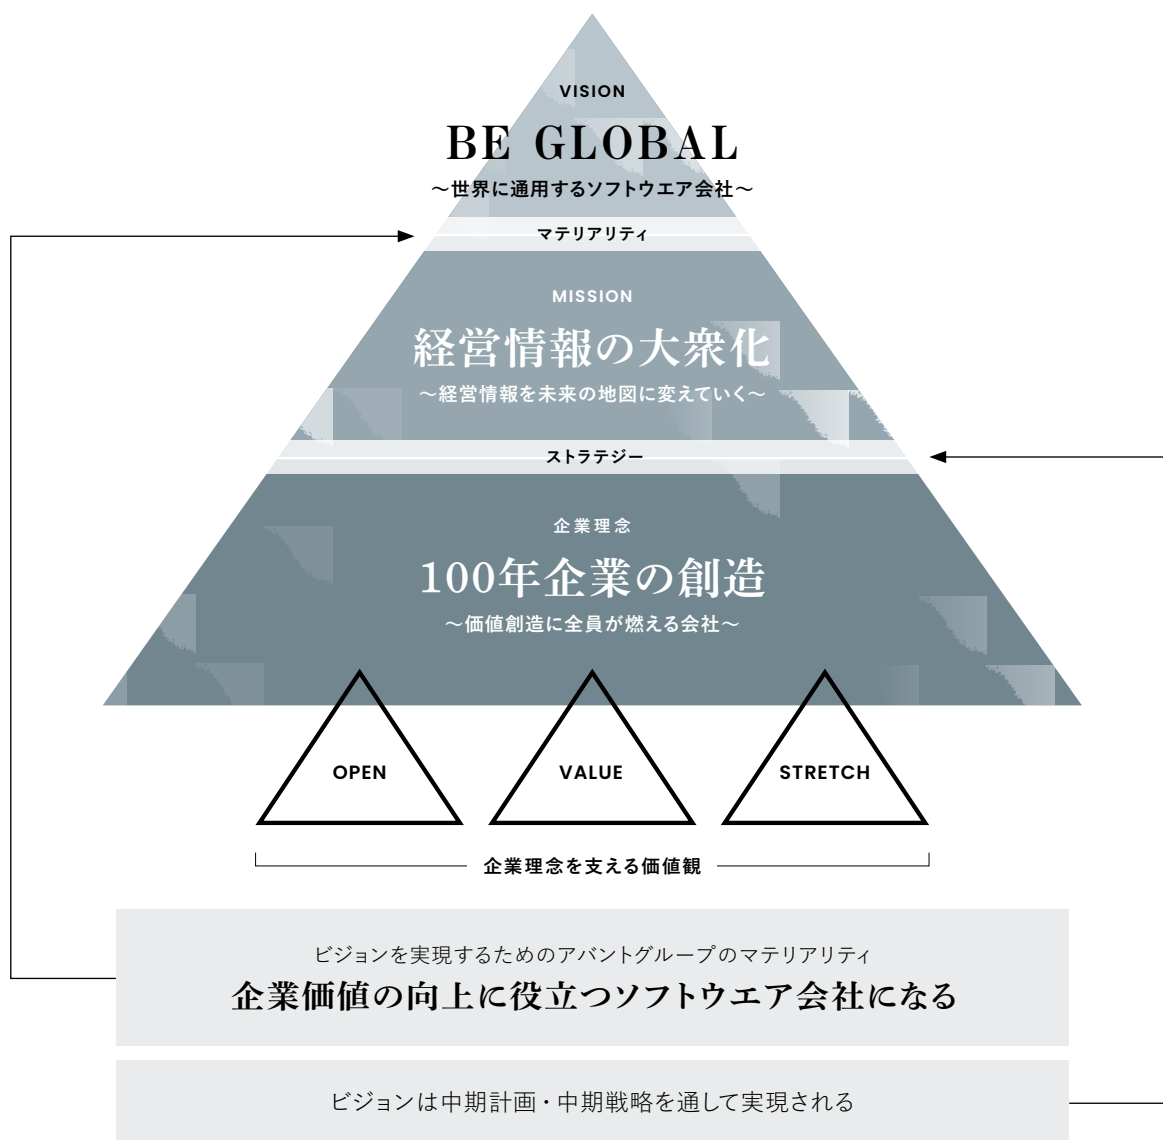 VISION
BE GLOBAL
〜世界に通用するソフトウエア会社〜
マテリアリティ
MISSION
経営情報の大衆化
〜経営情報を未来の地図に変えていく〜
ストラテジー
企業理念
100年企業の創造
〜価値創造に全員が燃える会社〜
OPEN
VALUE
STRETCH
企業理念を支える価値観
ビジョンを実現するためのアバントグループのマテリアリティ
企業価値の向上に役立つソフトウエア会社になる
ビジョンは中期計画・中期戦略を通して実現される